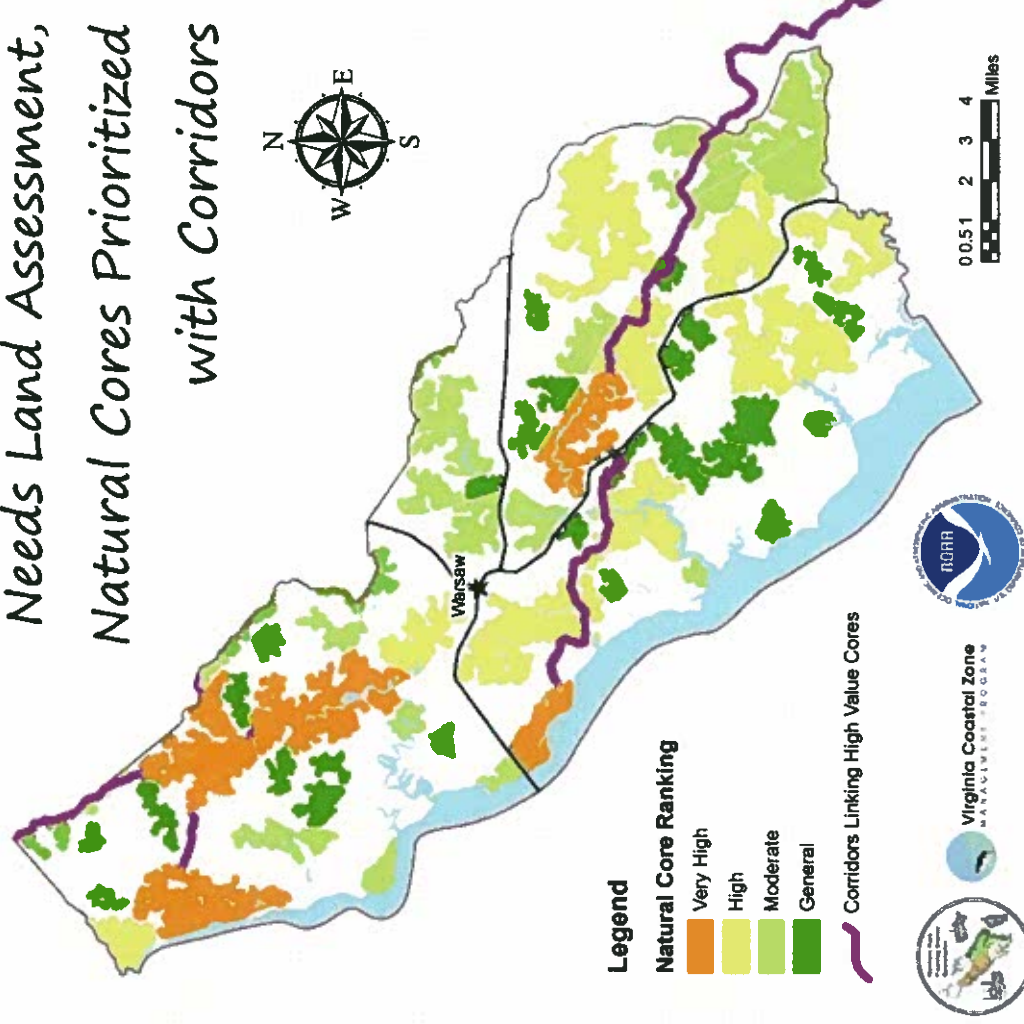 Needs Land Assessment,
Natural Cores Prioritized
with Corridors
N
W
E
S
Warsaw
Legend
Natural Core Ranking
Very High
High
Moderate
General
Corridors Linking High Value Cores
0 0.5 1 2 3 4
Miles
Virginia Coastal Zone
MANAGEMENT PROGRAM
NOAA